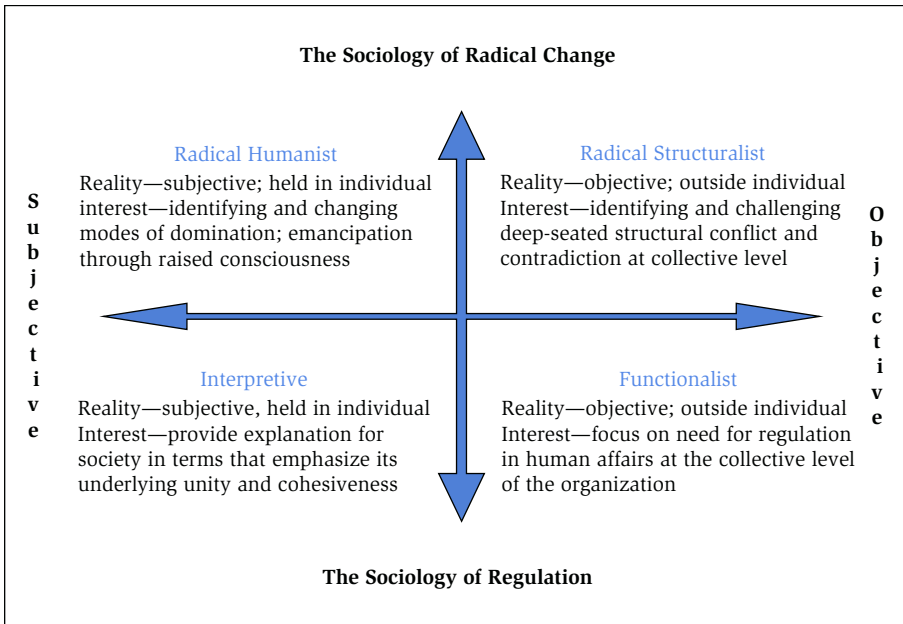 The Sociology of Radical Change
Radical Humanist
Reality—subjective; held in individual
interest—identifying and changing
modes of domination; emancipation
through raised consciousness
Radical Structuralist
Reality—objective; outside individual
Interest—identifying and challenging
deep-seated structural conflict and
contradiction at collective level
Subjective
Objective
Interpretive
Reality—subjective, held in individual
Interest—provide explanation for
society in terms that emphasize its
underlying unity and cohesiveness
Functionalist
Reality—objective; outside individual
Interest—focus on need for regulation
in human affairs at the collective level
of the organization
The Sociology of Regulation